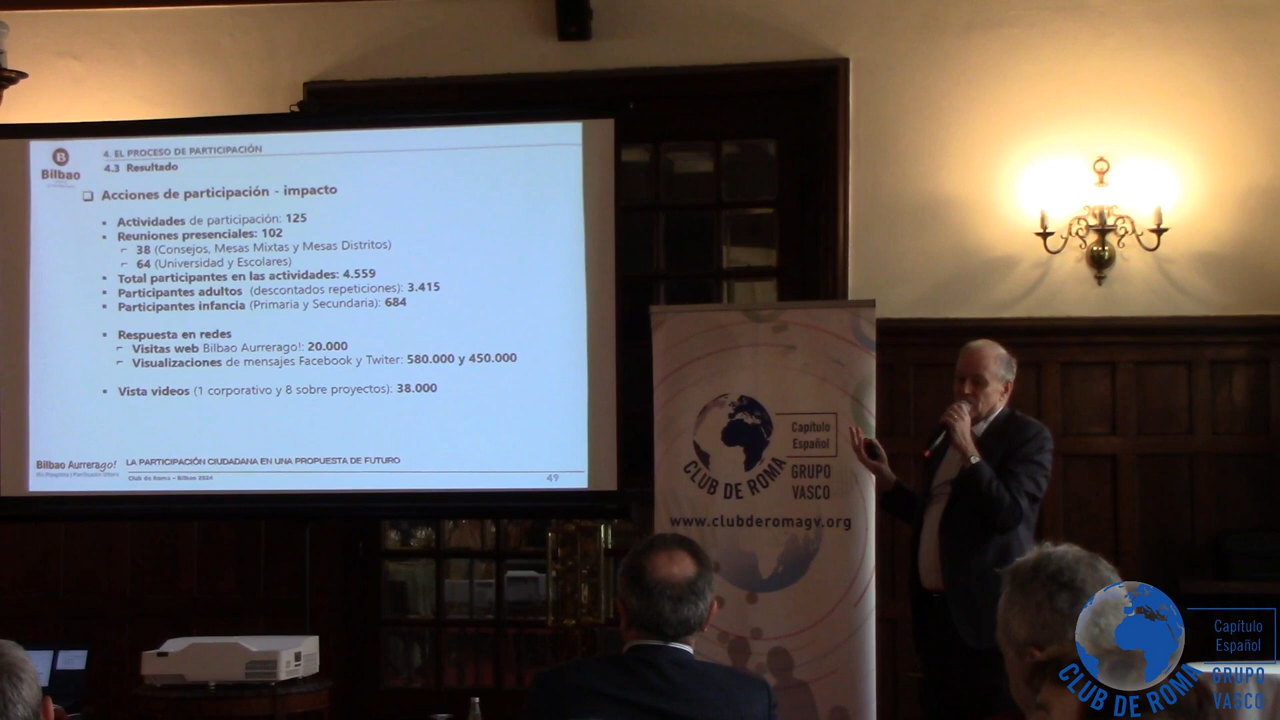 B
Bilbao
4. EL PROCESO DE PARTICIPACIÓN
4.3 Resultado
❑ Acciones de participación - impacto
▪ Actividades de participación: 125
▪ Reuniones presenciales: 102
⌐ 38 (Consejos, Mesas Mixtas y Mesas Distritos)
⌐ 64 (Universidad y Escolares)
▪ Total participantes en las actividades: 4.559
▪ Participantes adultos (descontados repeticiones): 3.415
▪ Participantes infancia (Primaria y Secundaria): 684
▪ Respuesta en redes
⌐ Visitas web Bilbao Aurrerago!: 20.000
⌐ Visualizaciones de mensajes Facebook y Twiter: 580.000 y 450.000
▪ Vista videos (1 corporativo y 8 sobre proyectos): 38.000
Bilbao Aurrerago!
LA PARTICIPACIÓN CIUDADANA EN UNA PROPUESTA DE FUTURO
Club de Roma – Bilbao 2024
49
Capítulo
Español
CLUB DE ROMA
GRUPO
VASCO
www.clubderomagv.org
Capítulo
Español
CLUB DE ROMA
GRUPO
VASCO